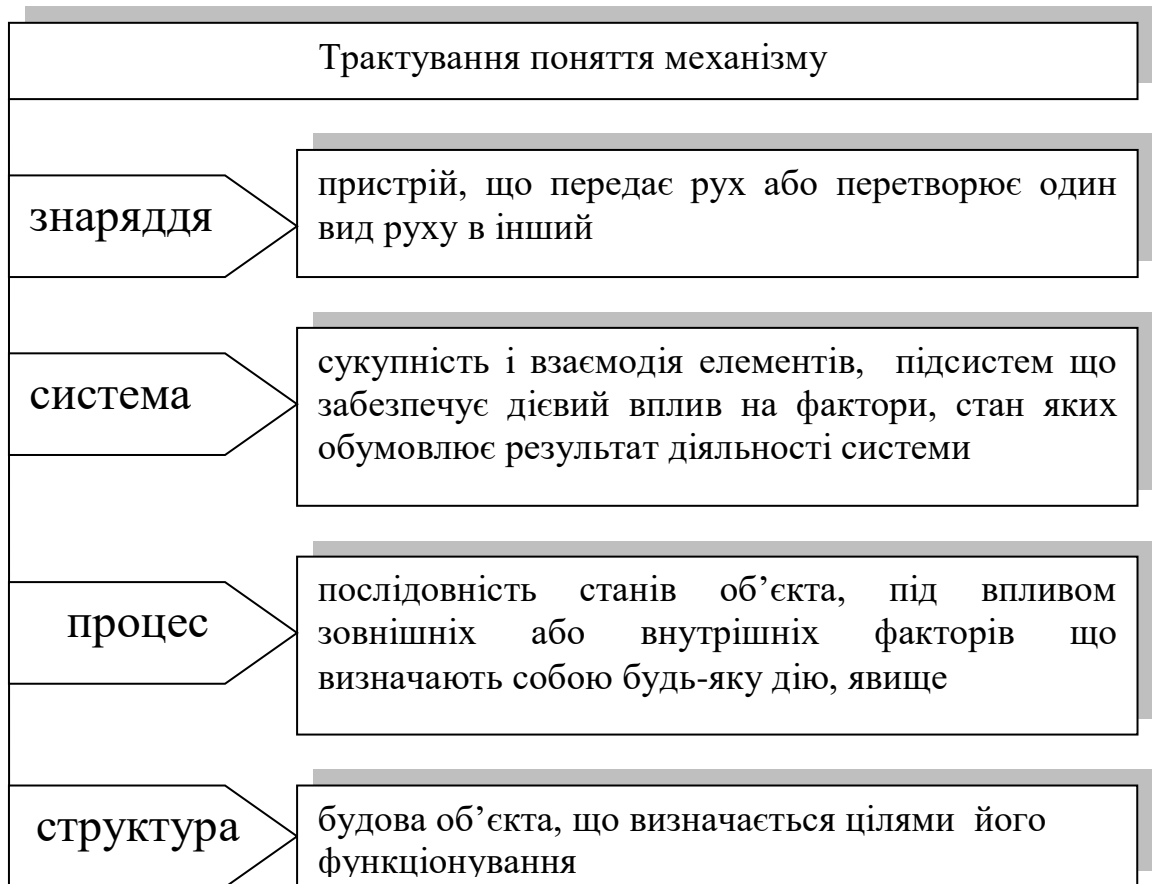 Трактування поняття механізму
знаряддя
пристрій, що передає рух або перетворює один
вид руху в інший
система
сукупність і взаємодія елементів, підсистем що
забезпечує дієвий вплив на фактори, стан яких
обумовлює результат діяльності системи
процес
послідовність станів об’єкта, під впливом
зовнішніх або внутрішніх факторів що
визначають собою будь-яку дію, явище
структура
будова об’єкта, що визначається цілями його
функціонування